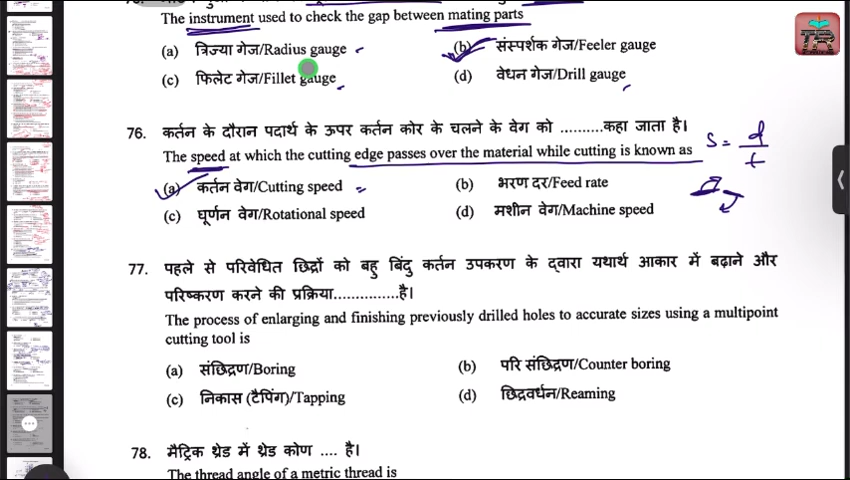 The instrument used to check the gap between mating parts
(a) त्रिज्या गेज/Radius gauge (b) संस्पर्शक गेज/Feeler gauge
(c) फिलेट गेज/Fillet gauge (d) वेधन गेज/Drill gauge
76. कर्तन के दौरान पदार्थ के ऊपर कर्तन कोर के चलने के वेग को ..........कहा जाता है।
The speed at which the cutting edge passes over the material while cutting is known as
S = d/t
(a) कर्तन वेग/Cutting speed (b) भरण दर/Feed rate
(c) घूर्णन वेग/Rotational speed (d) मशीन वेग/Machine speed
77. पहले से परिवेधित छिद्रों को बहु बिंदु कर्तन उपकरण के द्वारा यथार्थ आकार में बढ़ाने और
परिष्करण करने की प्रक्रिया...............है।
The process of enlarging and finishing previously drilled holes to accurate sizes using a multipoint
cutting tool is
(a) संछिद्रण/Boring (b) परि संछिद्रण/Counter boring
(c) निकास (टैपिंग)/Tapping (d) छिद्रवर्धन/Reaming
78. मैट्रिक थ्रेड में थ्रेड कोण .... है।
The thread angle of a metric thread is